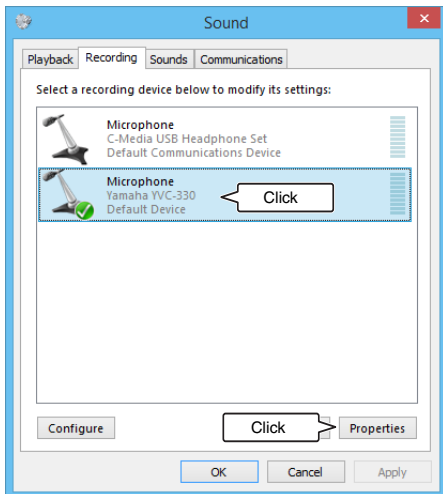 Sound
Playback Recording Sounds Communications
Select a recording device below to modify its settings:
Microphone
C-Media USB Headphone Set
Default Communications Device
Microphone
Yamaha YVC-330
Default Device
Click
Configure
Click
Properties
OK Cancel Apply